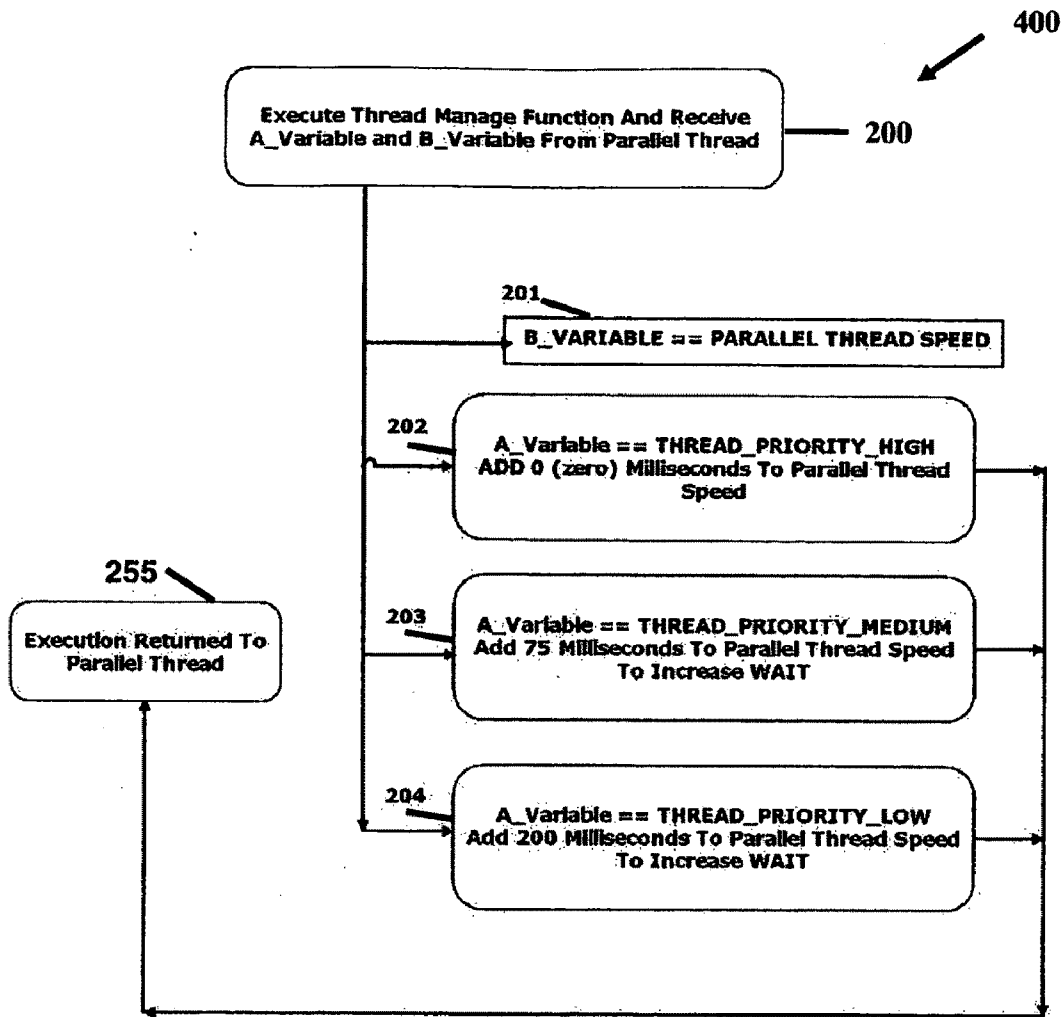 400
Execute Thread Manage Function And Receive
A_Variable and B_Variable From Parallel Thread
200
201
B_VARIABLE == PARALLEL THREAD SPEED
202
A_Variable == THREAD_PRIORITY_HIGH
ADD 0 (zero) Milliseconds To Parallel Thread
Speed
255
Execution Returned To
Parallel Thread
203
A_Variable == THREAD_PRIORITY_MEDIUM
Add 75 Milliseconds To Parallel Thread Speed
To Increase WAIT
204
A_Variable == THREAD_PRIORITY_LOW
Add 200 Milliseconds To Parallel Thread Speed
To Increase WAIT